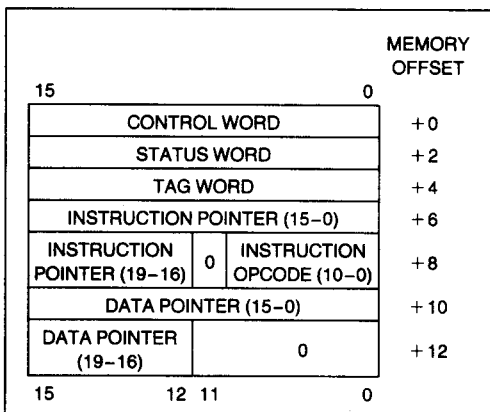 MEMORY
OFFSET
15 0
CONTROL WORD +0
STATUS WORD +2
TAG WORD +4
INSTRUCTION POINTER (15–0) +6
INSTRUCTION POINTER (19–16) 0 INSTRUCTION OPCODE (10–0) +8
DATA POINTER (15–0) +10
DATA POINTER (19–16) 0 +12
15 12 11 0